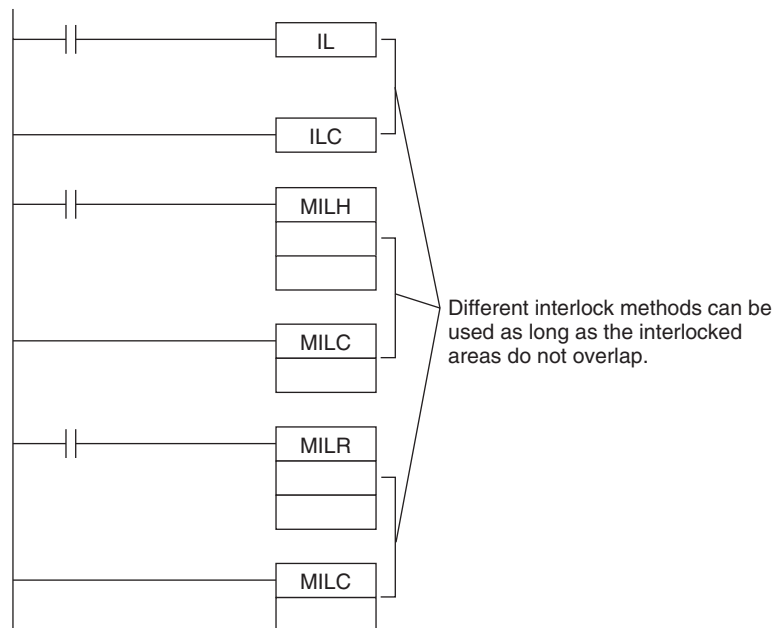 IL
ILC
MILH
MILC
MILR
MILC
Different interlock methods can be
used as long as the interlocked
areas do not overlap.